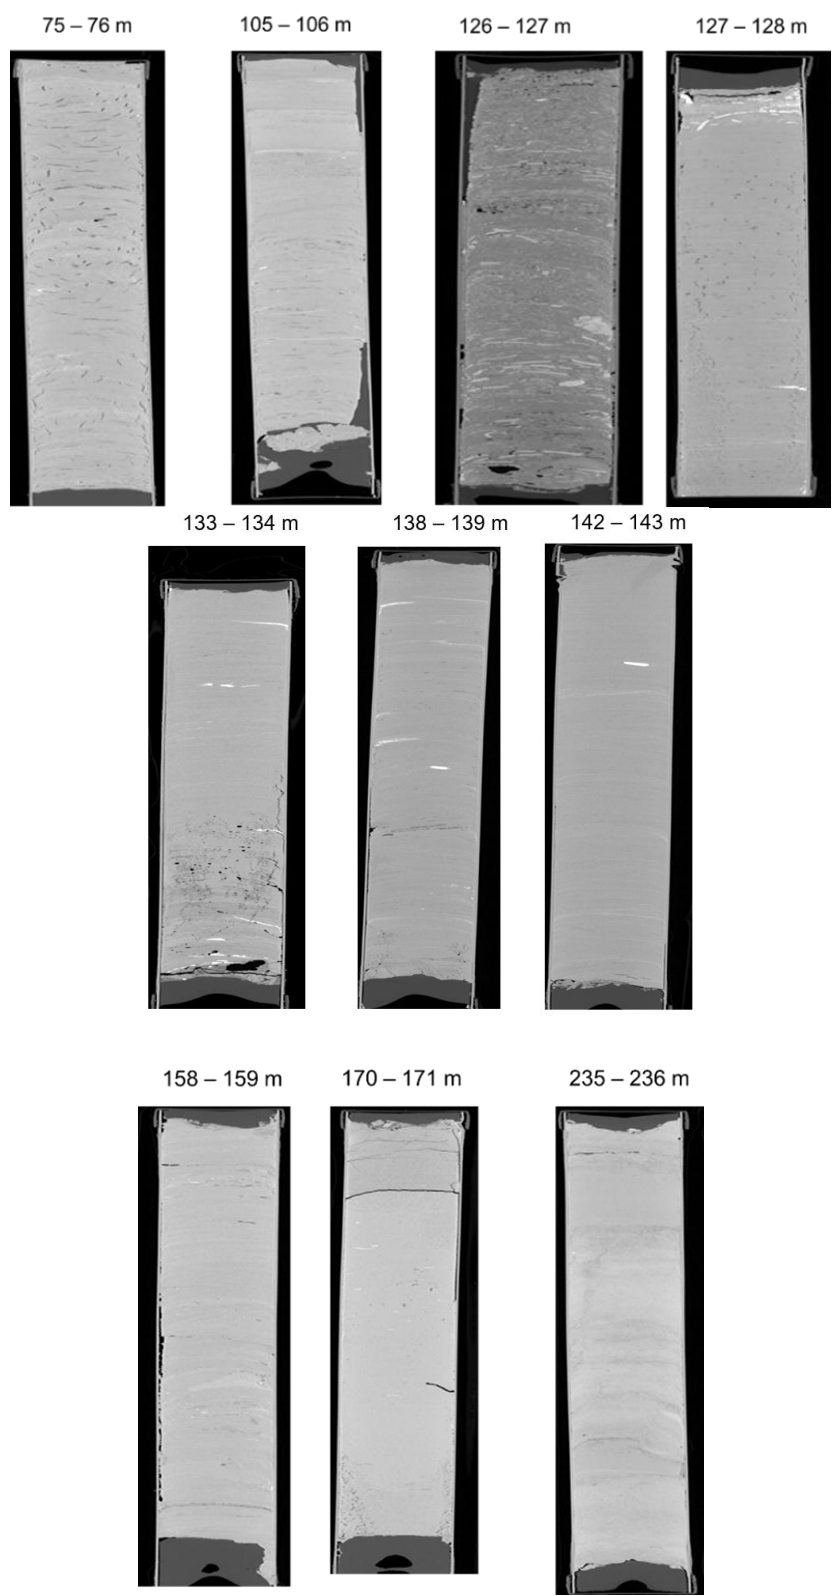 75 – 76 m
105 – 106 m
126 – 127 m
127 – 128 m
133 – 134 m
138 – 139 m
142 – 143 m
158 – 159 m
170 – 171 m
235 – 236 m